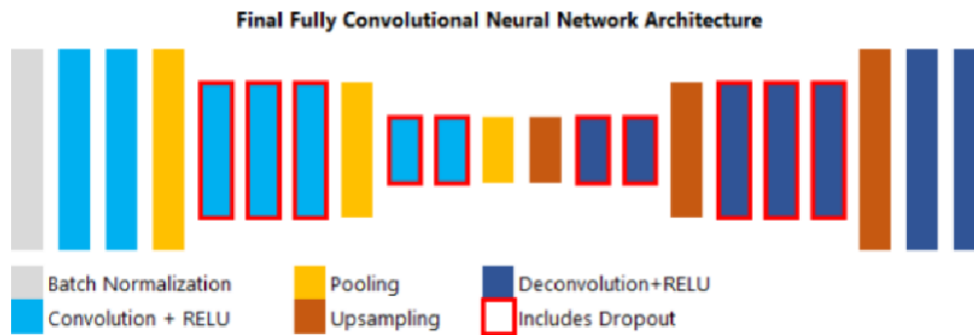 Final Fully Convolutional Neural Network Architecture
Batch Normalization
Pooling
Deconvolution+RELU
Convolution + RELU
Upsampling
Includes Dropout